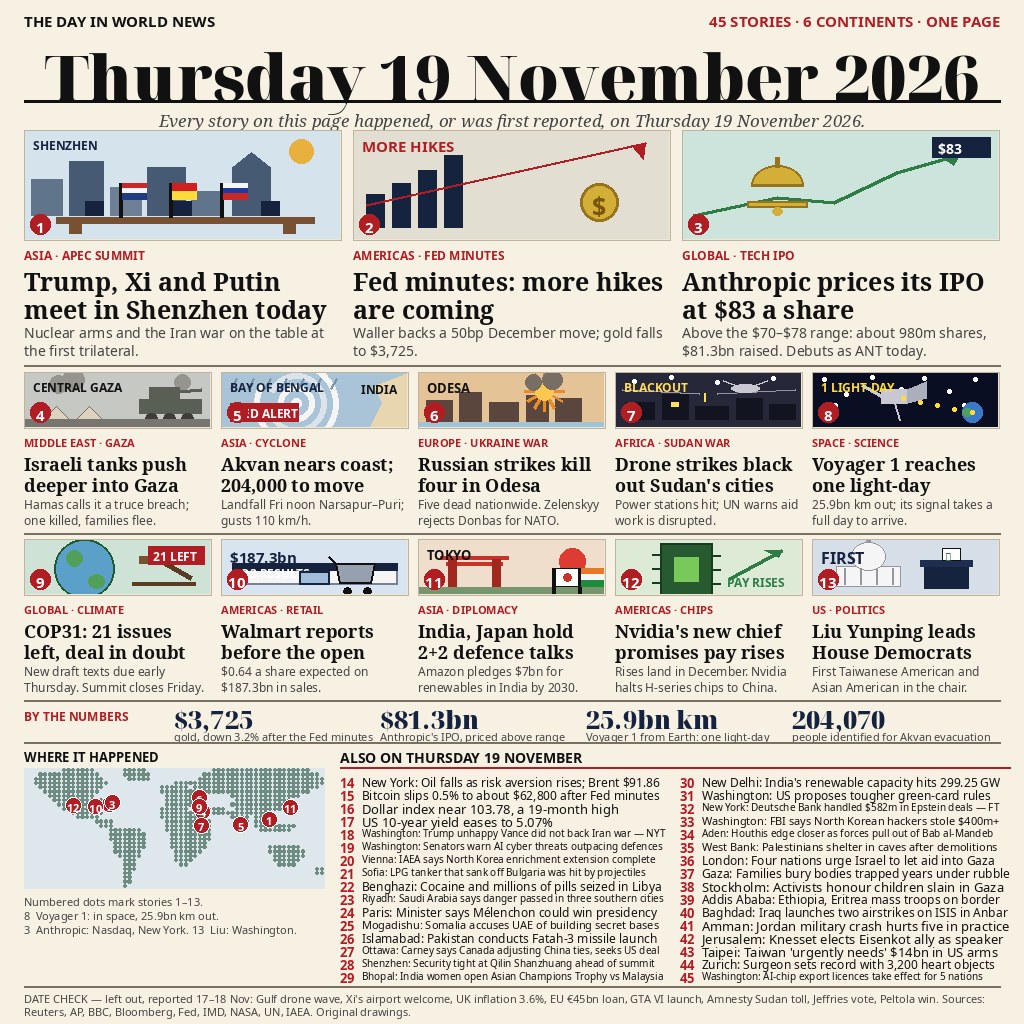 THE DAY IN WORLD NEWS
45 STORIES · 6 CONTINENTS · ONE PAGE
Thursday 19 November 2026
Every story on this page happened, or was first reported, on Thursday 19 November 2026.
SHENZHEN
1
ASIA · APEC SUMMIT
Trump, Xi and Putin
meet in Shenzhen today
Nuclear arms and the Iran war on the table at
the first trilateral.
MORE HIKES
$
2
AMERICAS · FED MINUTES
Fed minutes: more hikes
are coming
Waller backs a 50bp December move; gold falls
to $3,725.
$83
3
GLOBAL · TECH IPO
Anthropic prices its IPO
at $83 a share
Above the $70–$78 range: about 980m shares,
$81.3bn raised. Debuts as ANT today.
CENTRAL GAZA
4
MIDDLE EAST · GAZA
Israeli tanks push
deeper into Gaza
Hamas calls it a truce breach;
one killed, families flee.
BAY OF BENGAL
INDIA
5
ED ALERT
ASIA · CYCLONE
Akvan nears coast;
204,000 to move
Landfall Fri noon Narsapur–Puri;
gusts 110 km/h.
ODESA
6
EUROPE · UKRAINE WAR
Russian strikes kill
four in Odesa
Five dead nationwide. Zelenskyy
rejects Donbas for NATO.
BLACKOUT
7
AFRICA · SUDAN WAR
Drone strikes black
out Sudan's cities
Power stations hit; UN warns aid
work is disrupted.
1 LIGHT-DAY
8
SPACE · SCIENCE
Voyager 1 reaches
one light-day
25.9bn km out; its signal takes a
full day to arrive.
21 LEFT
9
GLOBAL · CLIMATE
COP31: 21 issues
left, deal in doubt
New draft texts due early
Thursday. Summit closes Friday.
$187.3bn
RESULTS
10
AMERICAS · RETAIL
Walmart reports
before the open
$0.64 a share expected on
$187.3bn in sales.
TOKYO
11
ASIA · DIPLOMACY
India, Japan hold
2+2 defence talks
Amazon pledges $7bn for
renewables in India by 2030.
PAY RISES
12
AMERICAS · CHIPS
Nvidia's new chief
promises pay rises
Rises land in December. Nvidia
halts H-series chips to China.
FIRST
13
US · POLITICS
Liu Yunping leads
House Democrats
First Taiwanese American and
Asian American in the chair.
BY THE NUMBERS
$3,725
gold, down 3.2% after the Fed minutes
$81.3bn
Anthropic's IPO, priced above range
25.9bn km
Voyager 1 from Earth: one light-day
204,070
people identified for Akvan evacuation
WHERE IT HAPPENED
12
10
3
9
7
5
1
11
Numbered dots mark stories 1–13.
8 Voyager 1: in space, 25.9bn km out.
3 Anthropic: Nasdaq, New York. 13 Liu: Washington.
ALSO ON THURSDAY 19 NOVEMBER
14 New York: Oil falls as risk aversion rises; Brent $91.86
15 Bitcoin slips 0.5% to about $62,800 after Fed minutes
16 Dollar index near 103.78, a 19-month high
17 US 10-year yield eases to 5.07%
18 Washington: Trump unhappy Vance did not back Iran war — NYT
19 Washington: Senators warn AI cyber threats outpacing defences
20 Vienna: IAEA says North Korea enrichment extension complete
21 Sofia: LPG tanker that sank off Bulgaria was hit by projectiles
22 Benghazi: Cocaine and millions of pills seized in Libya
23 Riyadh: Saudi Arabia says danger passed in three southern cities
24 Paris: Minister says Mélenchon could win presidency
25 Mogadishu: Somalia accuses UAE of building secret bases
26 Islamabad: Pakistan conducts Fatah-3 missile launch
27 Ottawa: Carney says Canada adjusting China ties, seeks US deal
28 Shenzhen: Security tight at Qilin Shanzhuang ahead of summit
29 Bhopal: India women open Asian Champions Trophy vs Malaysia
30 New Delhi: India's renewable capacity hits 299.25 GW
31 Washington: US proposes tougher green-card rules
32 New York: Deutsche Bank handled $582m in Epstein deals — FT
33 Washington: FBI says North Korean hackers stole $400m+
34 Aden: Houthis edge closer as forces pull out of Bab al-Mandeb
35 West Bank: Palestinians shelter in caves after demolitions
36 London: Four nations urge Israel to let aid into Gaza
37 Gaza: Families bury bodies trapped years under rubble
38 Stockholm: Activists honour children slain in Gaza
39 Addis Ababa: Ethiopia, Eritrea mass troops on border
40 Baghdad: Iraq launches two airstrikes on ISIS in Anbar
41 Amman: Jordan military crash hurts five in practice
42 Jerusalem: Knesset elects Eisenkot ally as speaker
43 Taipei: Taiwan 'urgently needs' $14bn in US arms
44 Zurich: Surgeon sets record with 3,200 heart objects
45 Washington: AI-chip export licences take effect for 5 nations
DATE CHECK — left out, reported 17–18 Nov: Gulf drone wave, Xi's airport welcome, UK inflation 3.6%, EU €45bn loan, GTA VI launch, Amnesty Sudan toll, Jeffries vote, Peltola win. Sources:
Reuters, AP, BBC, Bloomberg, Fed, IMD, NASA, UN, IAEA. Original drawings.